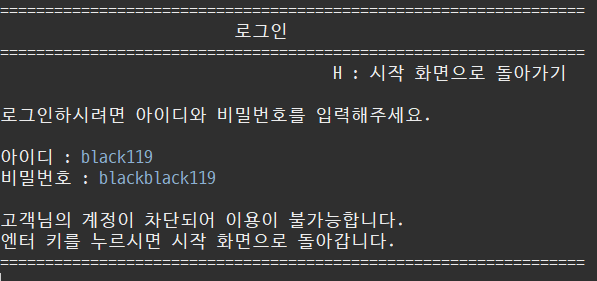 =================================================================
로그인
=================================================================
H : 시작 화면으로 돌아가기
로그인하시려면 아이디와 비밀번호를 입력해주세요.
아이디 : black119
비밀번호 : blackblack119
고객님의 계정이 차단되어 이용이 불가능합니다.
엔터 키를 누르시면 시작 화면으로 돌아갑니다.
=================================================================